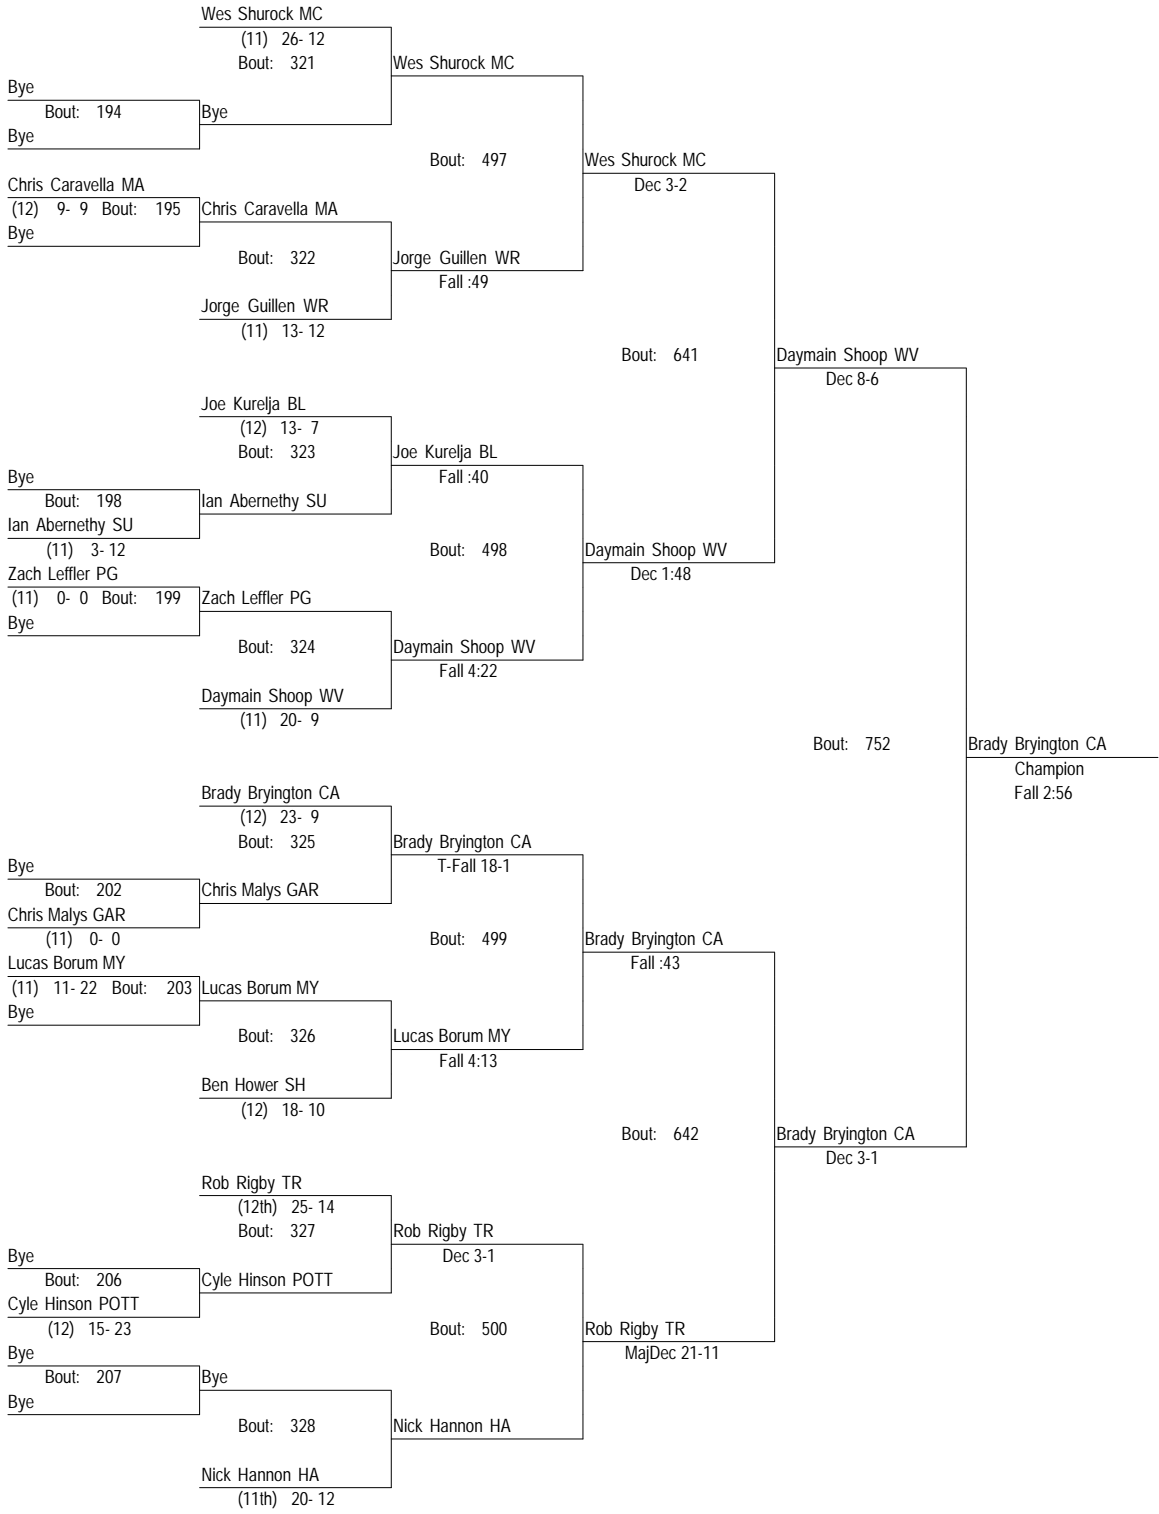 Wes Shurock MC
(11) 26- 12
Bout: 321
Wes Shurock MC
Bye
Bout: 194
Bye
Bye
Bout: 497
Wes Shurock MC
Dec 3-2
Chris Caravella MA
(12) 9- 9 Bout: 195
Chris Caravella MA
Bye
Bout: 322
Jorge Guillen WR
Fall :49
Jorge Guillen WR
(11) 13- 12
Bout: 641
Daymain Shoop WV
Dec 8-6
Joe Kurelja BL
(12) 13- 7
Bout: 323
Joe Kurelja BL
Fall :40
Bye
Bout: 198
Ian Abernethy SU
Ian Abernethy SU
(11) 3- 12
Bout: 498
Daymain Shoop WV
Dec 1:48
Zach Leffler PG
(11) 0- 0 Bout: 199
Zach Leffler PG
Bye
Bout: 324
Daymain Shoop WV
Fall 4:22
Daymain Shoop WV
(11) 20- 9
Bout: 752
Brady Bryington CA
Champion
Fall 2:56
Brady Bryington CA
(12) 23- 9
Bout: 325
Brady Bryington CA
T-Fall 18-1
Bye
Bout: 202
Chris Malys GAR
Chris Malys GAR
(11) 0- 0
Bout: 499
Brady Bryington CA
Fall :43
Lucas Borum MY
(11) 11- 22 Bout: 203
Lucas Borum MY
Bye
Bout: 326
Lucas Borum MY
Fall 4:13
Ben Hower SH
(12) 18- 10
Bout: 642
Brady Bryington CA
Dec 3-1
Rob Rigby TR
(12th) 25- 14
Bout: 327
Rob Rigby TR
Dec 3-1
Bye
Bout: 206
Cyle Hinson POTT
Cyle Hinson POTT
(12) 15- 23
Bout: 500
Rob Rigby TR
MajDec 21-11
Bye
Bout: 207
Bye
Bye
Bout: 328
Nick Hannon HA
Nick Hannon HA
(11th) 20- 12